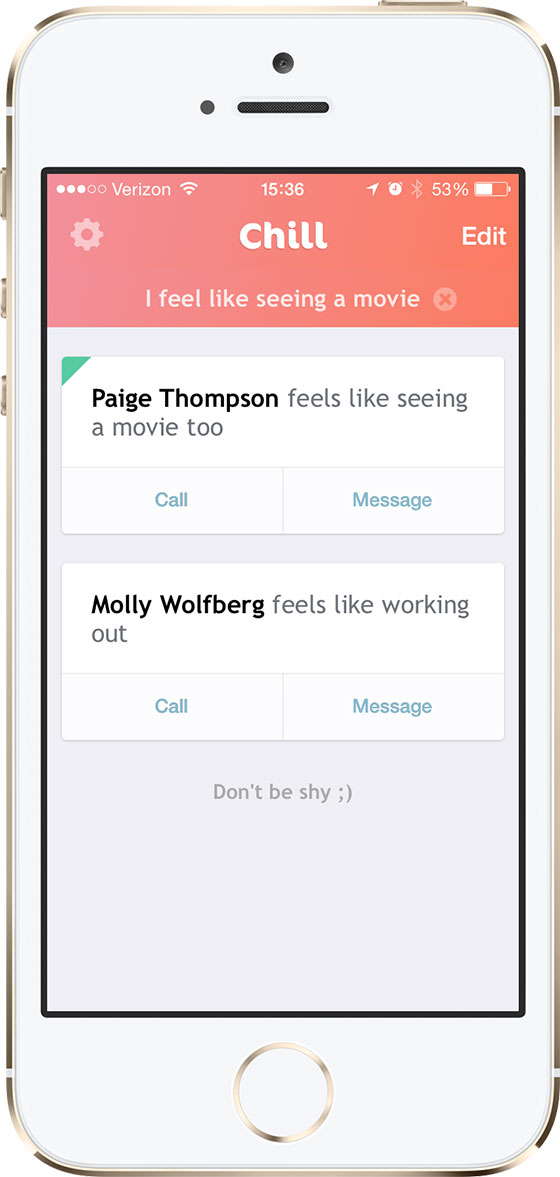 Verizon 15:36 53%
Chill Edit
I feel like seeing a movie
Paige Thompson feels like seeing
a movie too
Call Message
Molly Wolfberg feels like working
out
Call Message
Don't be shy ;)